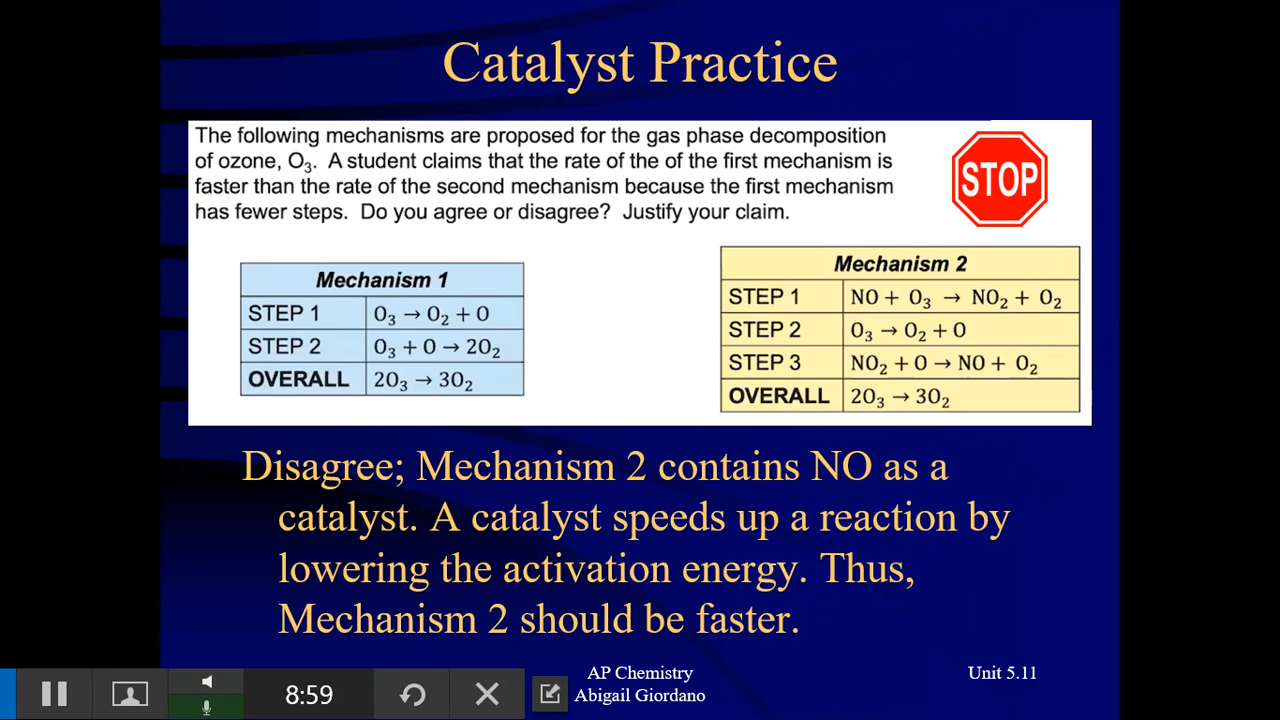 Catalyst Practice
The following mechanisms are proposed for the gas phase decomposition
of ozone, O₃. A student claims that the rate of the of the first mechanism is
faster than the rate of the second mechanism because the first mechanism
has fewer steps. Do you agree or disagree? Justify your claim.
STOP
Mechanism 1
STEP 1 O₃ → O₂ + O
STEP 2 O₃ + O → 2O₂
OVERALL 2O₃ → 3O₂
Mechanism 2
STEP 1 NO + O₃ → NO₂ + O₂
STEP 2 O₃ → O₂ + O
STEP 3 NO₂ + O → NO + O₂
OVERALL 2O₃ → 3O₂
Disagree; Mechanism 2 contains NO as a
catalyst. A catalyst speeds up a reaction by
lowering the activation energy. Thus,
Mechanism 2 should be faster.
8:59
AP Chemistry
Abigail Giordano
Unit 5.11